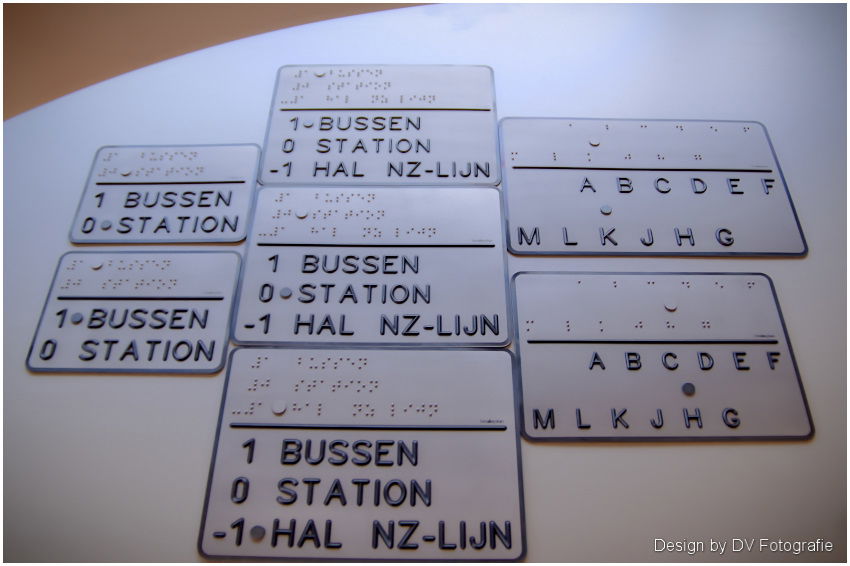 1 BUSSEN
0 STATION
1 BUSSEN
0 STATION
1 BUSSEN
0 STATION
-1 HAL NZ-LIJN
1 BUSSEN
0 STATION
-1 HAL NZ-LIJN
1 BUSSEN
0 STATION
-1 HAL NZ-LIJN
A B C D E F
M L K J H G
A B C D E F
M L K J H G
Design by DV Fotografie